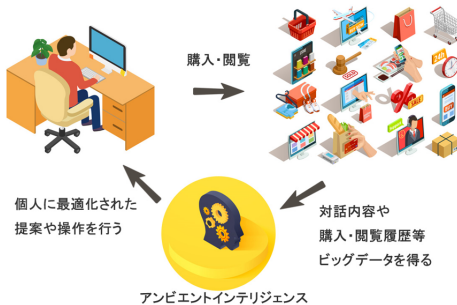 購入・閲覧
個人に最適化された
提案や操作を行う
対話内容や
購入・閲覧履歴等
ビッグデータを得る
アンビエントインテリジェンス